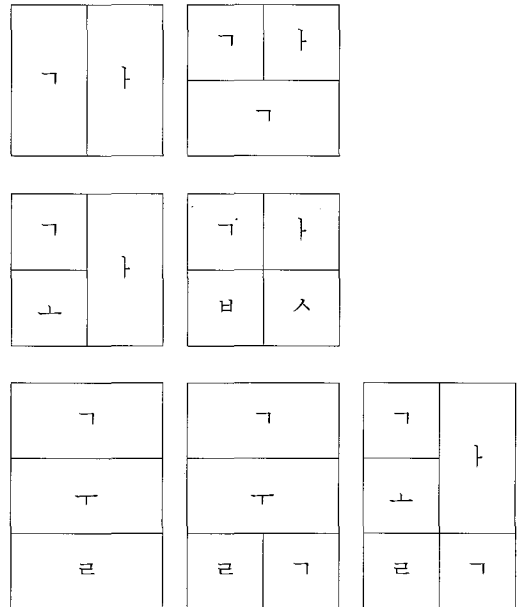 ㄱ ㅏ ㄱ ㅏ
ㄱ
ㄱ ㅏ ㄱ ㅏ
ㅗ ㅂ ㅅ
ㄱ ㄱ ㄱ ㅏ
ㅜ ㅜ ㅗ
ㄹ ㄹ ㄱ ㄹ ㄱ